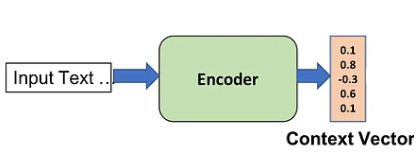 Input Text ...
Encoder
0.1
0.8
-0.3
0.6
0.1
Context Vector